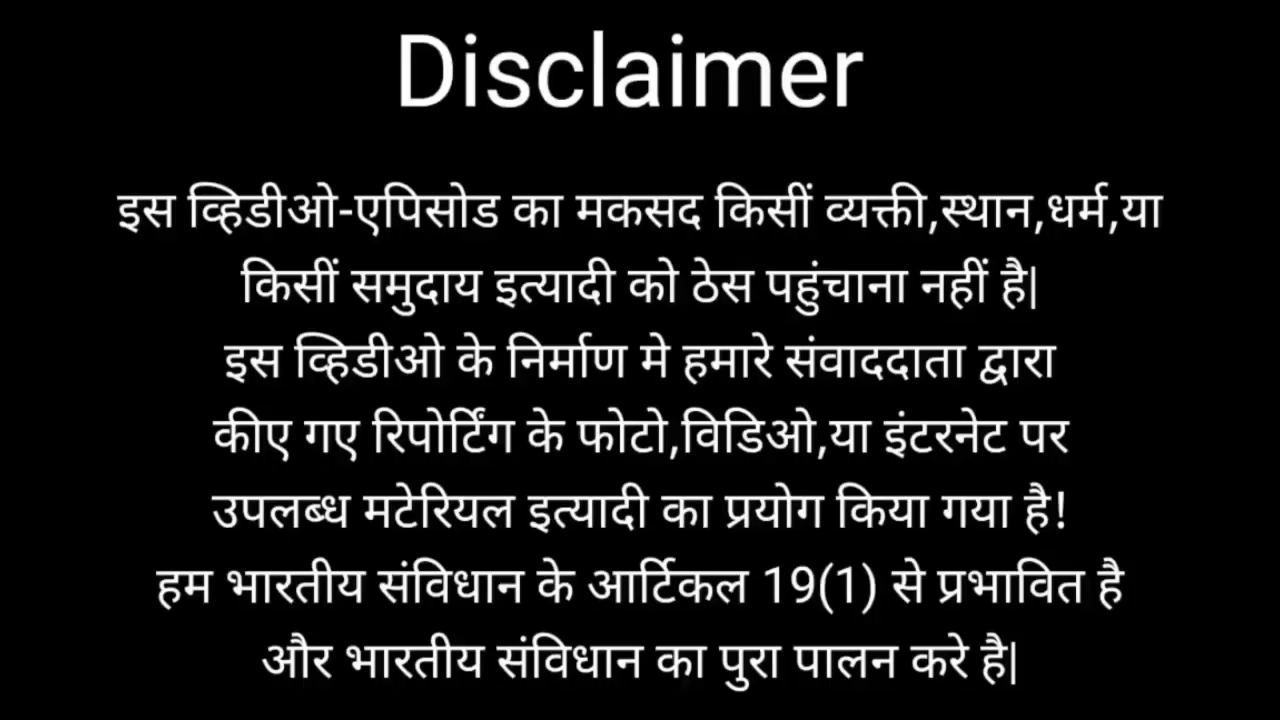 Disclaimer
इस व्हिडीओ-एपिसोड का मकसद किसीं व्यक्ती,स्थान,धर्म,या
किसीं समुदाय इत्यादी को ठेस पहुंचाना नहीं है|
इस व्हिडीओ के निर्माण मे हमारे संवाददाता द्वारा
कीए गए रिपोर्टिंग के फोटो,विडिओ,या इंटरनेट पर
उपलब्ध मटेरियल इत्यादी का प्रयोग किया गया है!
हम भारतीय संविधान के आर्टिकल 19(1) से प्रभावित है
और भारतीय संविधान का पुरा पालन करे है|